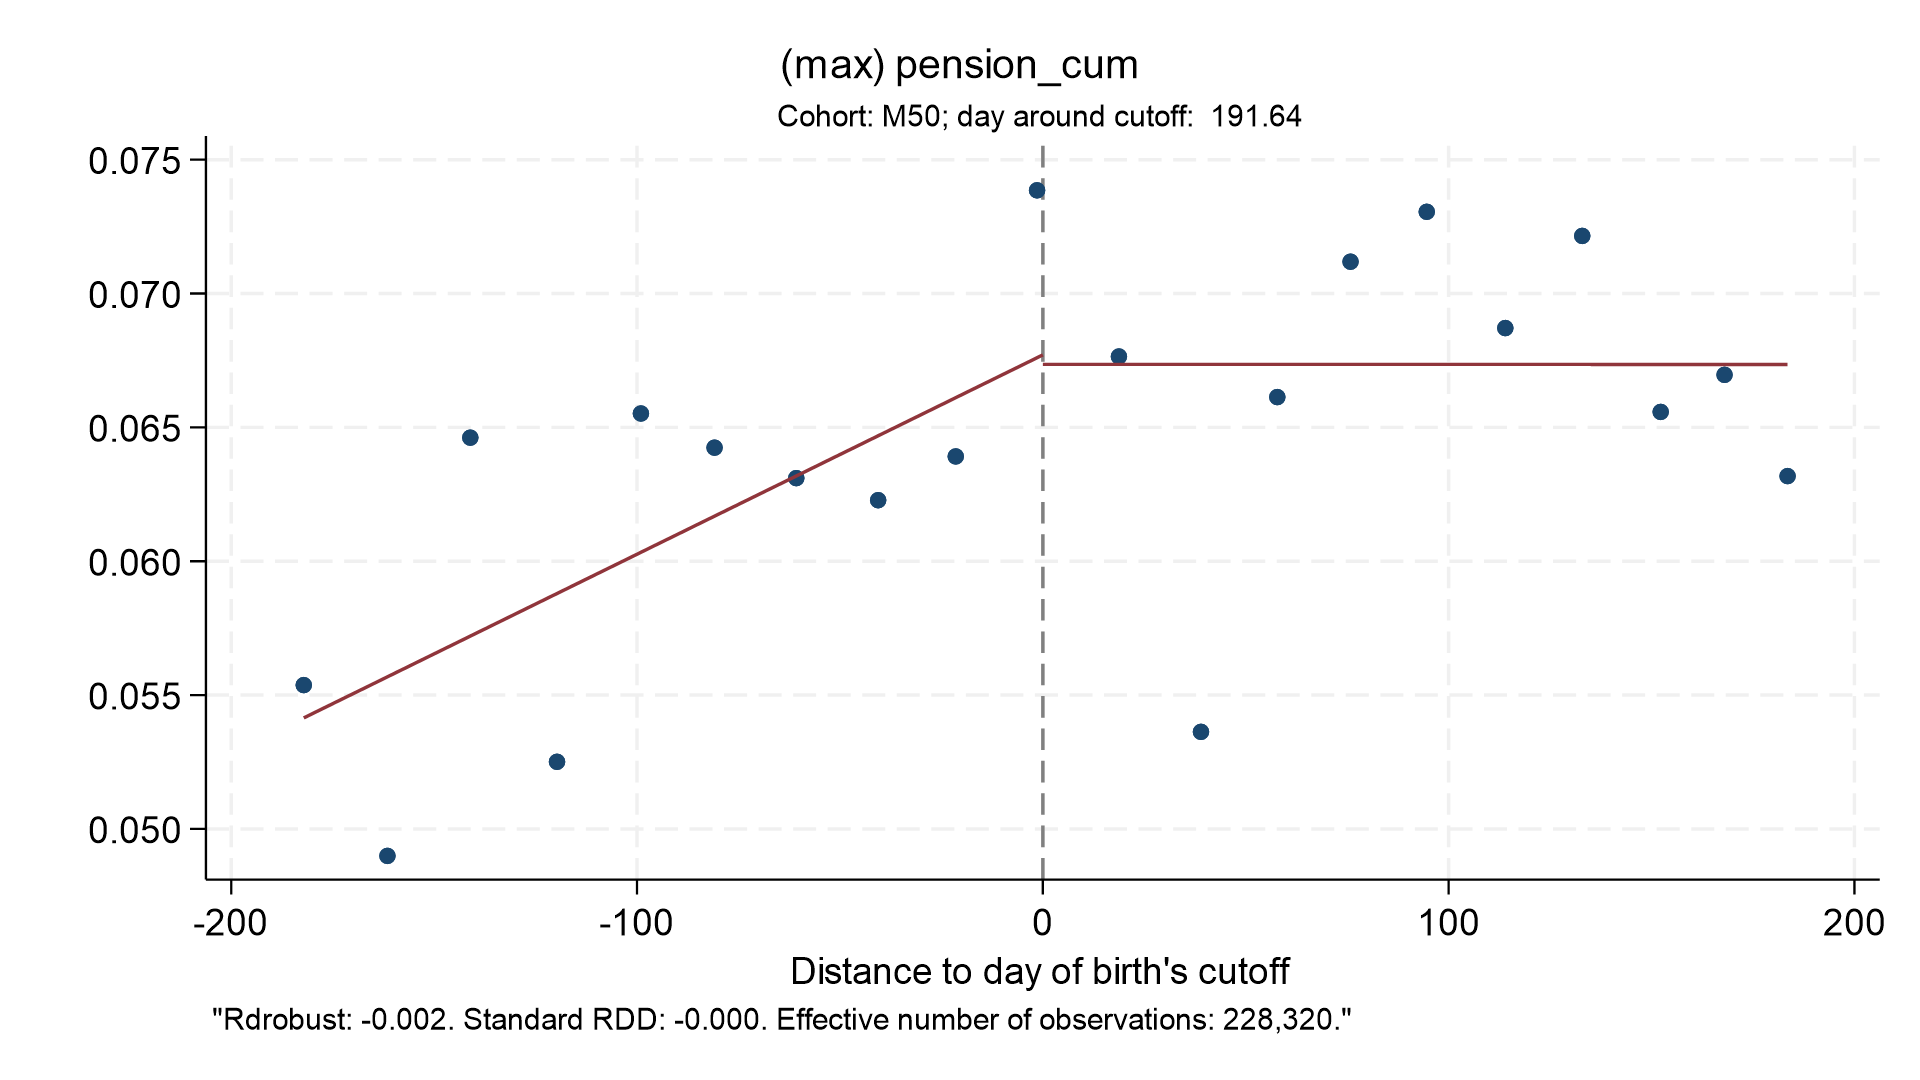 (max) pension_cum
Cohort: M50; day around cutoff:  191.64
0.075
0.070
0.065
0.060
0.055
0.050
-200
-100
0
100
200
Distance to day of birth's cutoff
"Rdrobust: -0.002. Standard RDD: -0.000. Effective number of observations: 228,320."